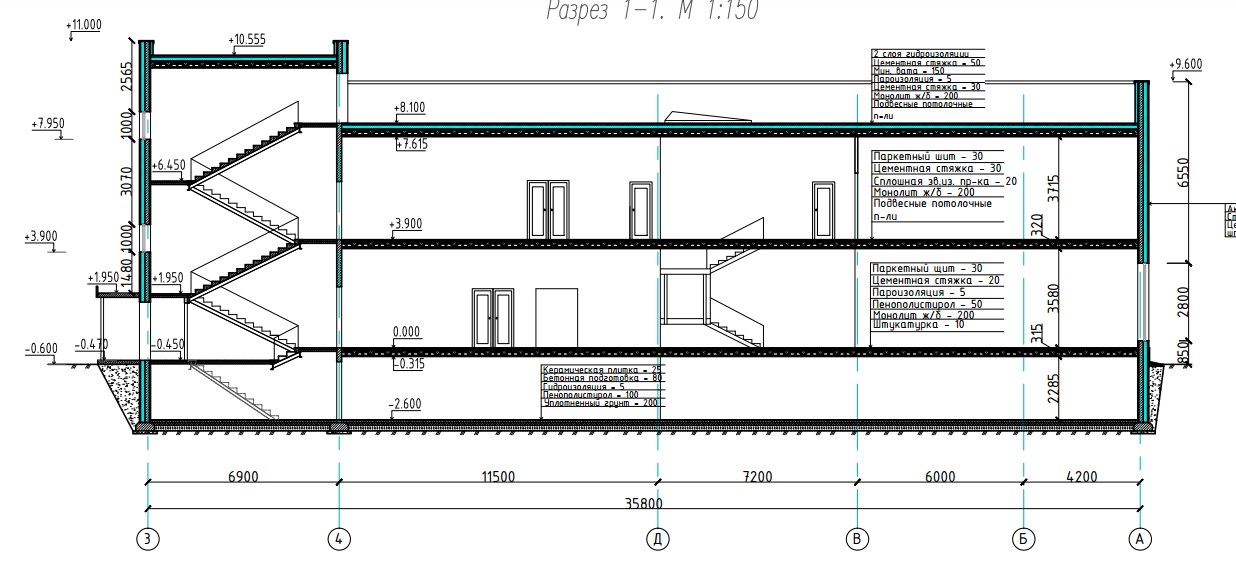 Разрез 1-1. М 1:150
+11.000
+10.555
2565
1000
+7.950
3070
+6.450
+3.900
1000
1480
+1.950
+1.950
-0.470
-0.450
-0.600
+8.100
+7.615
+3.900
0.000
-0.315
-2.600
2 слоя гидроизоляции
Цементная стяжка = 50
Мин. вата = 150
Пароизоляция = 5
Цементная стяжка = 30
Монолит ж/б = 200
Подвесные потолочные
п-ли
+9.600
Паркетный шит - 30
Цементная стяжка - 30
Сплошная зв.из. пр-ка - 20
Монолит ж/б - 200
Подвесные потолочные
п-ли
3715
320
6550
Паркетный щит - 30
Цементная стяжка - 20
Пароизоляция - 5
Пенополистирол - 50
Монолит ж/б - 200
Штукатурка - 10
3580
315
2800
850
2285
Керамическая плитка = 25
Бетонная подготовка = 80
Гидроизоляция = 5
Пенополистирол = 100
Уплотненный грунт = 200
6900
11500
7200
6000
4200
35800
3
4
Д
В
Б
А